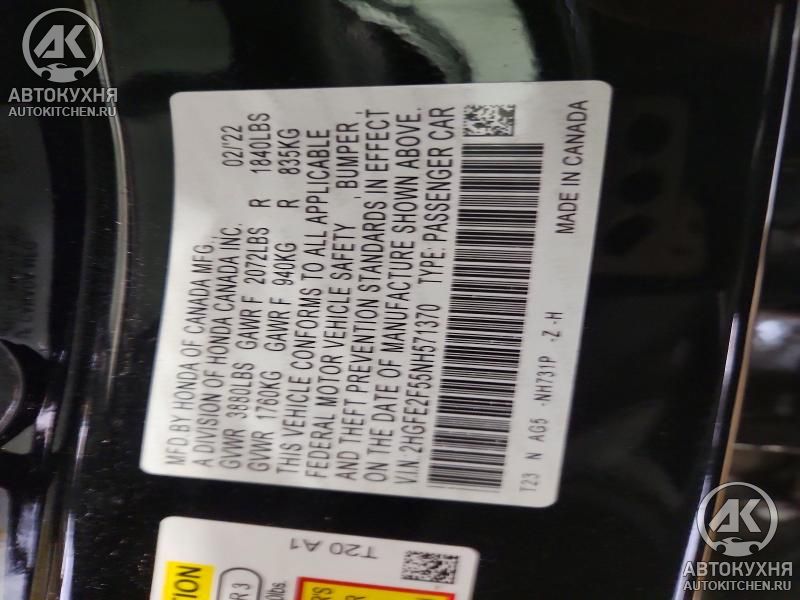 АВТОКУХНЯ
AUTOKITCHEN.RU
MFD.BY HONDA OF CANADA MFG.
A DIVISION OF HONDA CANADA INC. 02/'22
GVWR 3880LBS GAWR F 2072LBS R 1840LBS
GVWR 1760KG GAWR F 940KG R 835KG
THIS VEHICLE CONFORMS TO ALL APPLICABLE
FEDERAL MOTOR VEHICLE SAFETY , BUMPER ,
AND THEFT PREVENTION STANDARDS IN EFFECT
ON THE DATE OF MANUFACTURE SHOWN ABOVE.
V.I.N. 2HGFE2F55NH671370 TYPE: PASSENGER CAR
T23 N AG5 -NH731P -Z -H
MADE IN CANADA
T20 A1
R 3
АВТОКУХНЯ
AUTOKITCHEN.RU